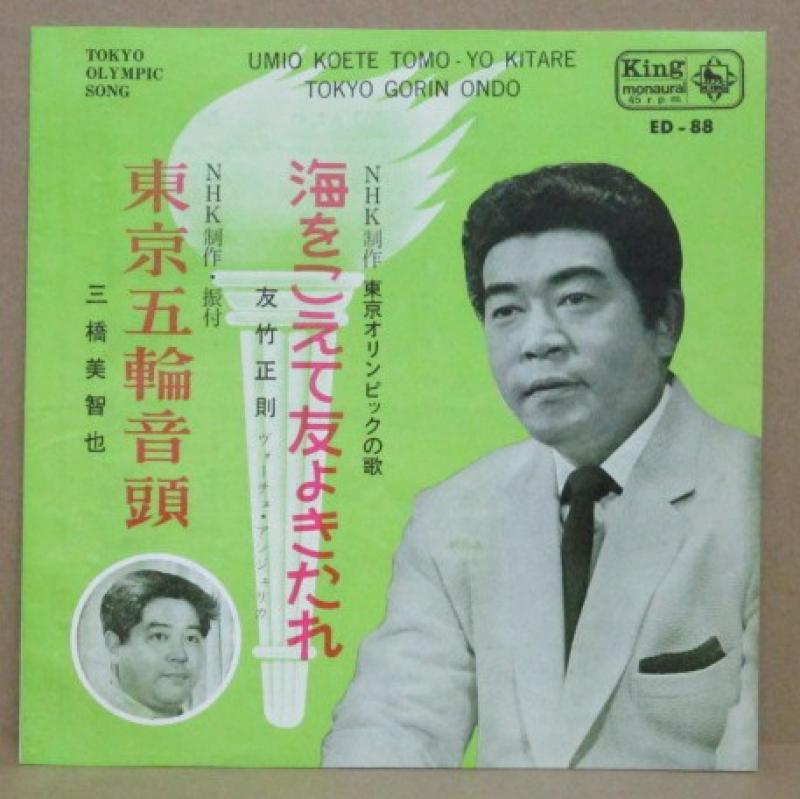 TOKYO
OLYMPIC
SONG
UMIO KOETE TOMO - YO KITARE
TOKYO GORIN ONDO
King
monaural
45 r.p.m.
ED-88
NHK制作 東京オリンピックの歌
海をこえて友よきたれ
友竹正則
ヴォーチェ・アンジェリカ
NHK制作・振付
東京五輪音頭
三橋美智也